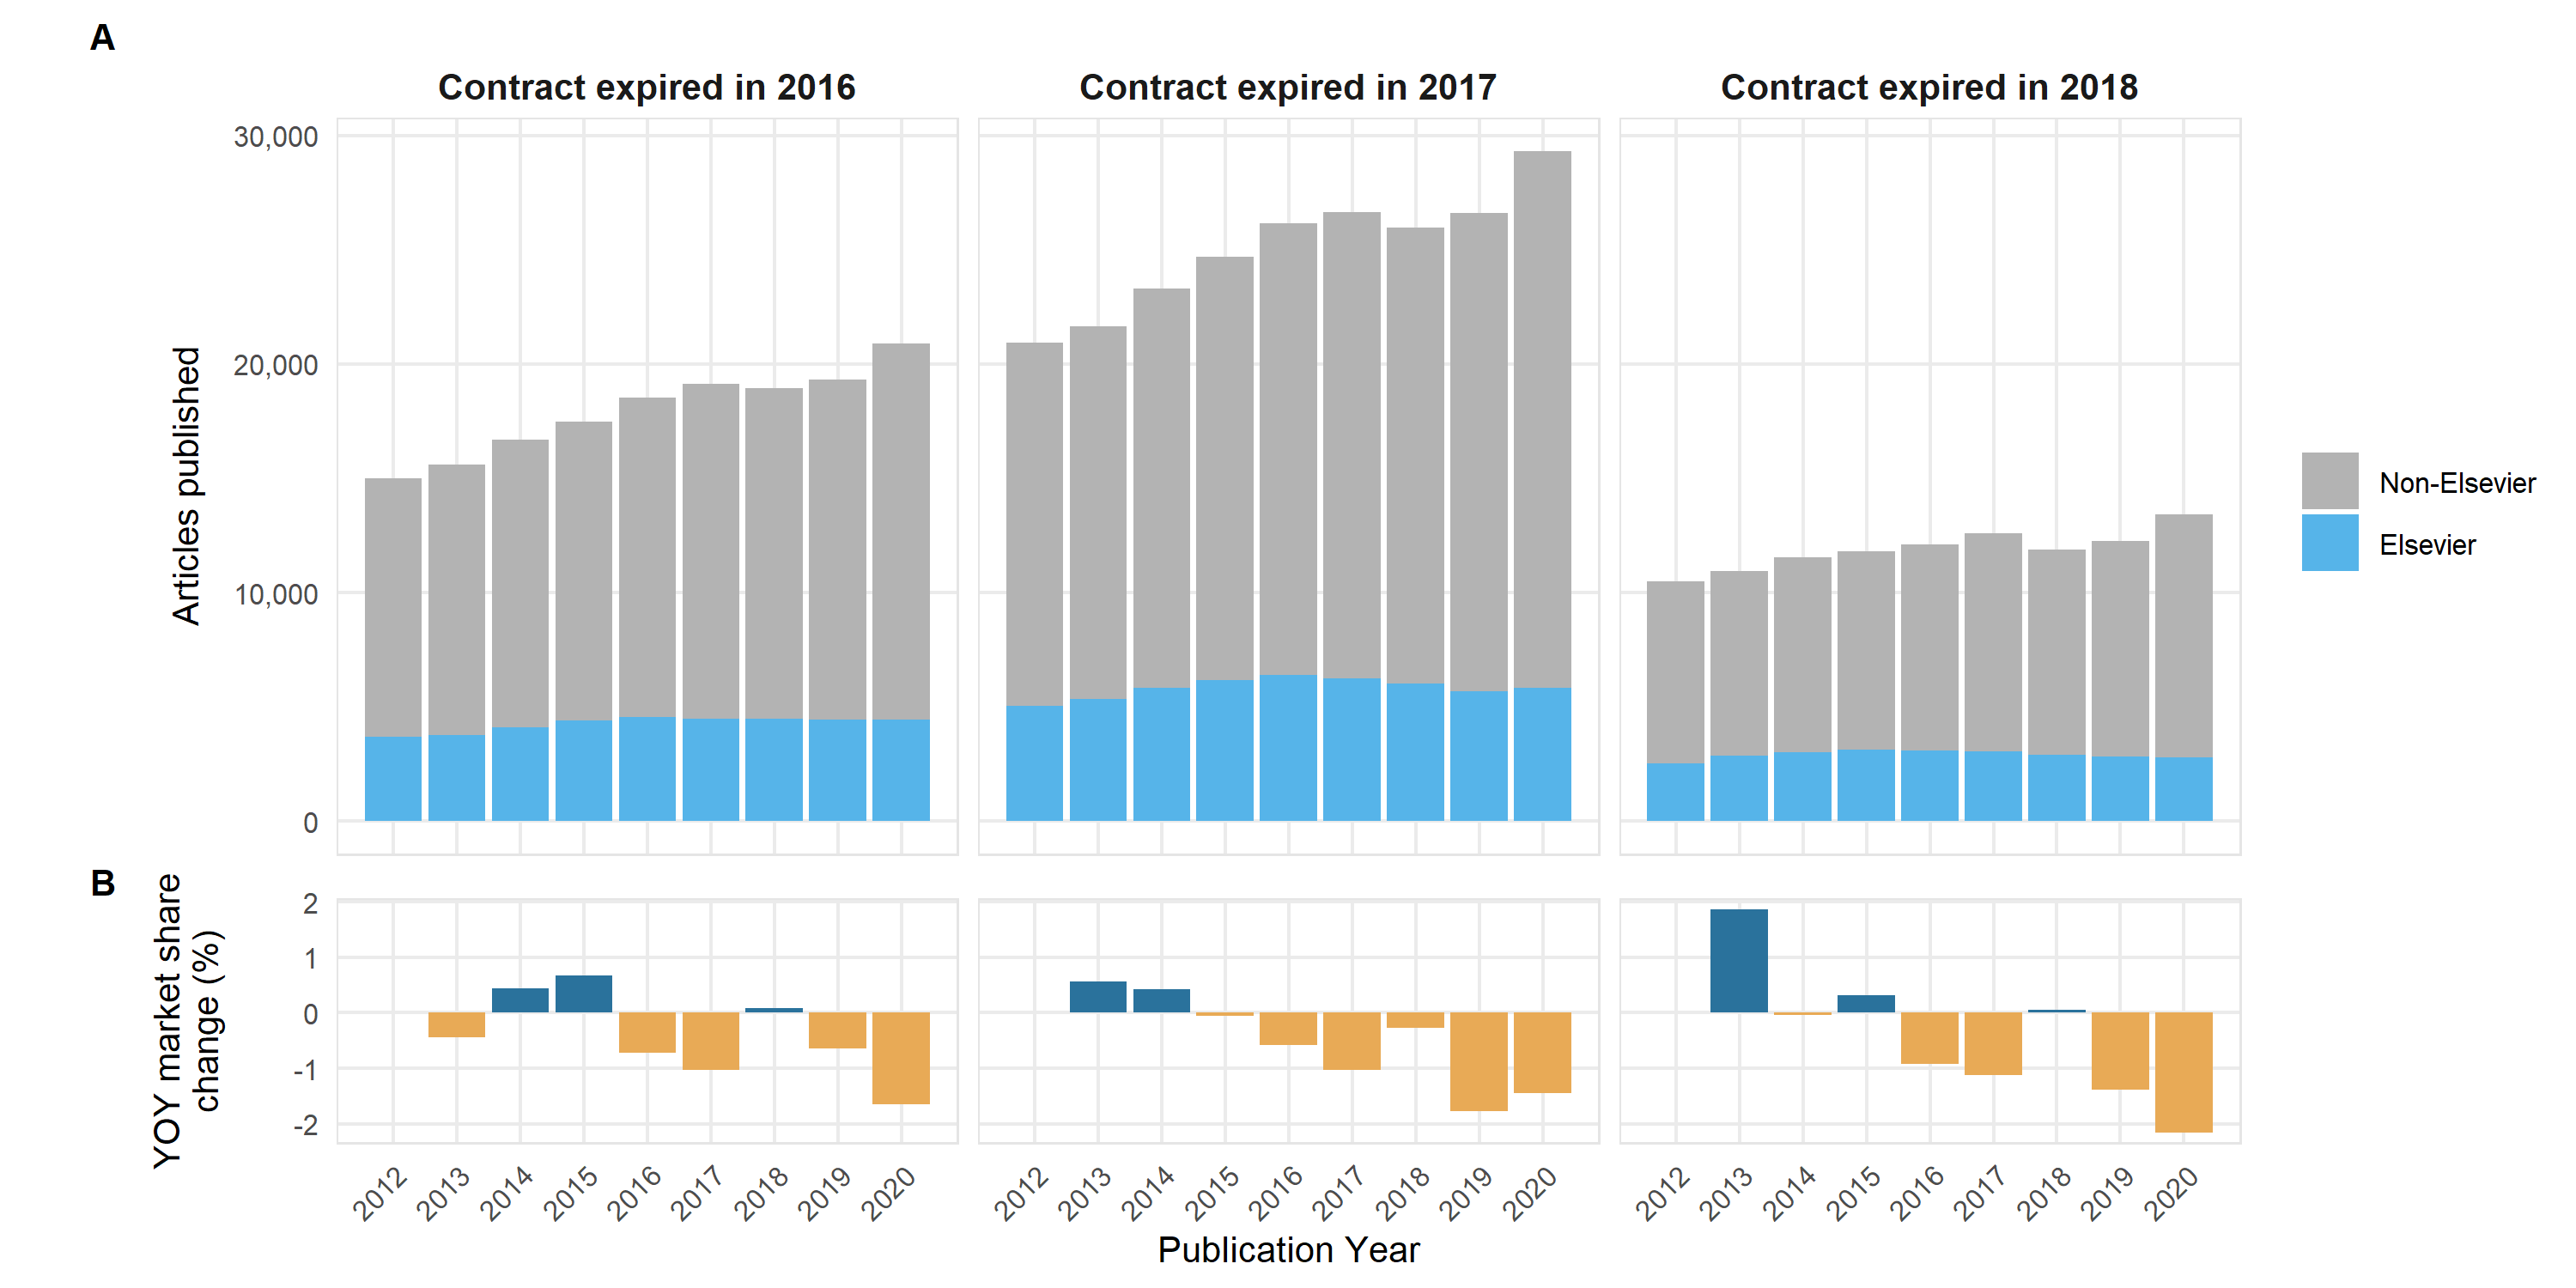 A
Contract expired in 2016
Contract expired in 2017
Contract expired in 2018
Articles published
30,000
20,000
10,000
0
Non-Elsevier
Elsevier
B
YOY market share
change (%)
2
1
0
-1
-2
2012 2013 2014 2015 2016 2017 2018 2019 2020
2012 2013 2014 2015 2016 2017 2018 2019 2020
2012 2013 2014 2015 2016 2017 2018 2019 2020
Publication Year